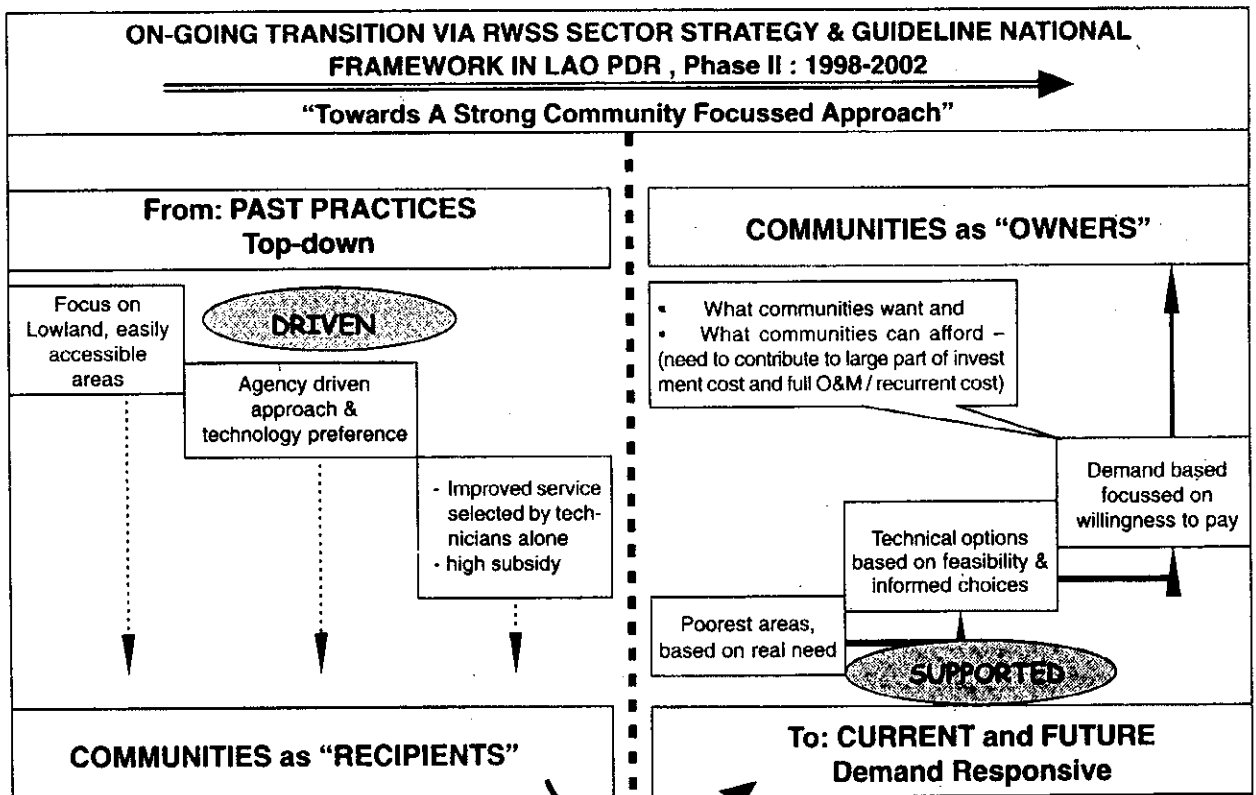 ON-GOING TRANSITION VIA RWSS SECTOR STRATEGY & GUIDELINE NATIONAL
FRAMEWORK IN LAO PDR , Phase II : 1998-2002
“Towards A Strong Community Focussed Approach”
From: PAST PRACTICES
Top-down
Focus on
Lowland, easily
accessible
areas
DRIVEN
Agency driven
approach &
technology preference
- Improved service
selected by tech-
nicians alone
- high subsidy
COMMUNITIES as “RECIPIENTS”
COMMUNITIES as “OWNERS”
• What communities want and
• What communities can afford –
(need to contribute to large part of invest
ment cost and full O&M / recurrent cost)
Demand based
focussed on
willingness to pay
Technical options
based on feasibility &
informed choices
Poorest areas,
based on real need
SUPPORTED
To: CURRENT and FUTURE
Demand Responsive